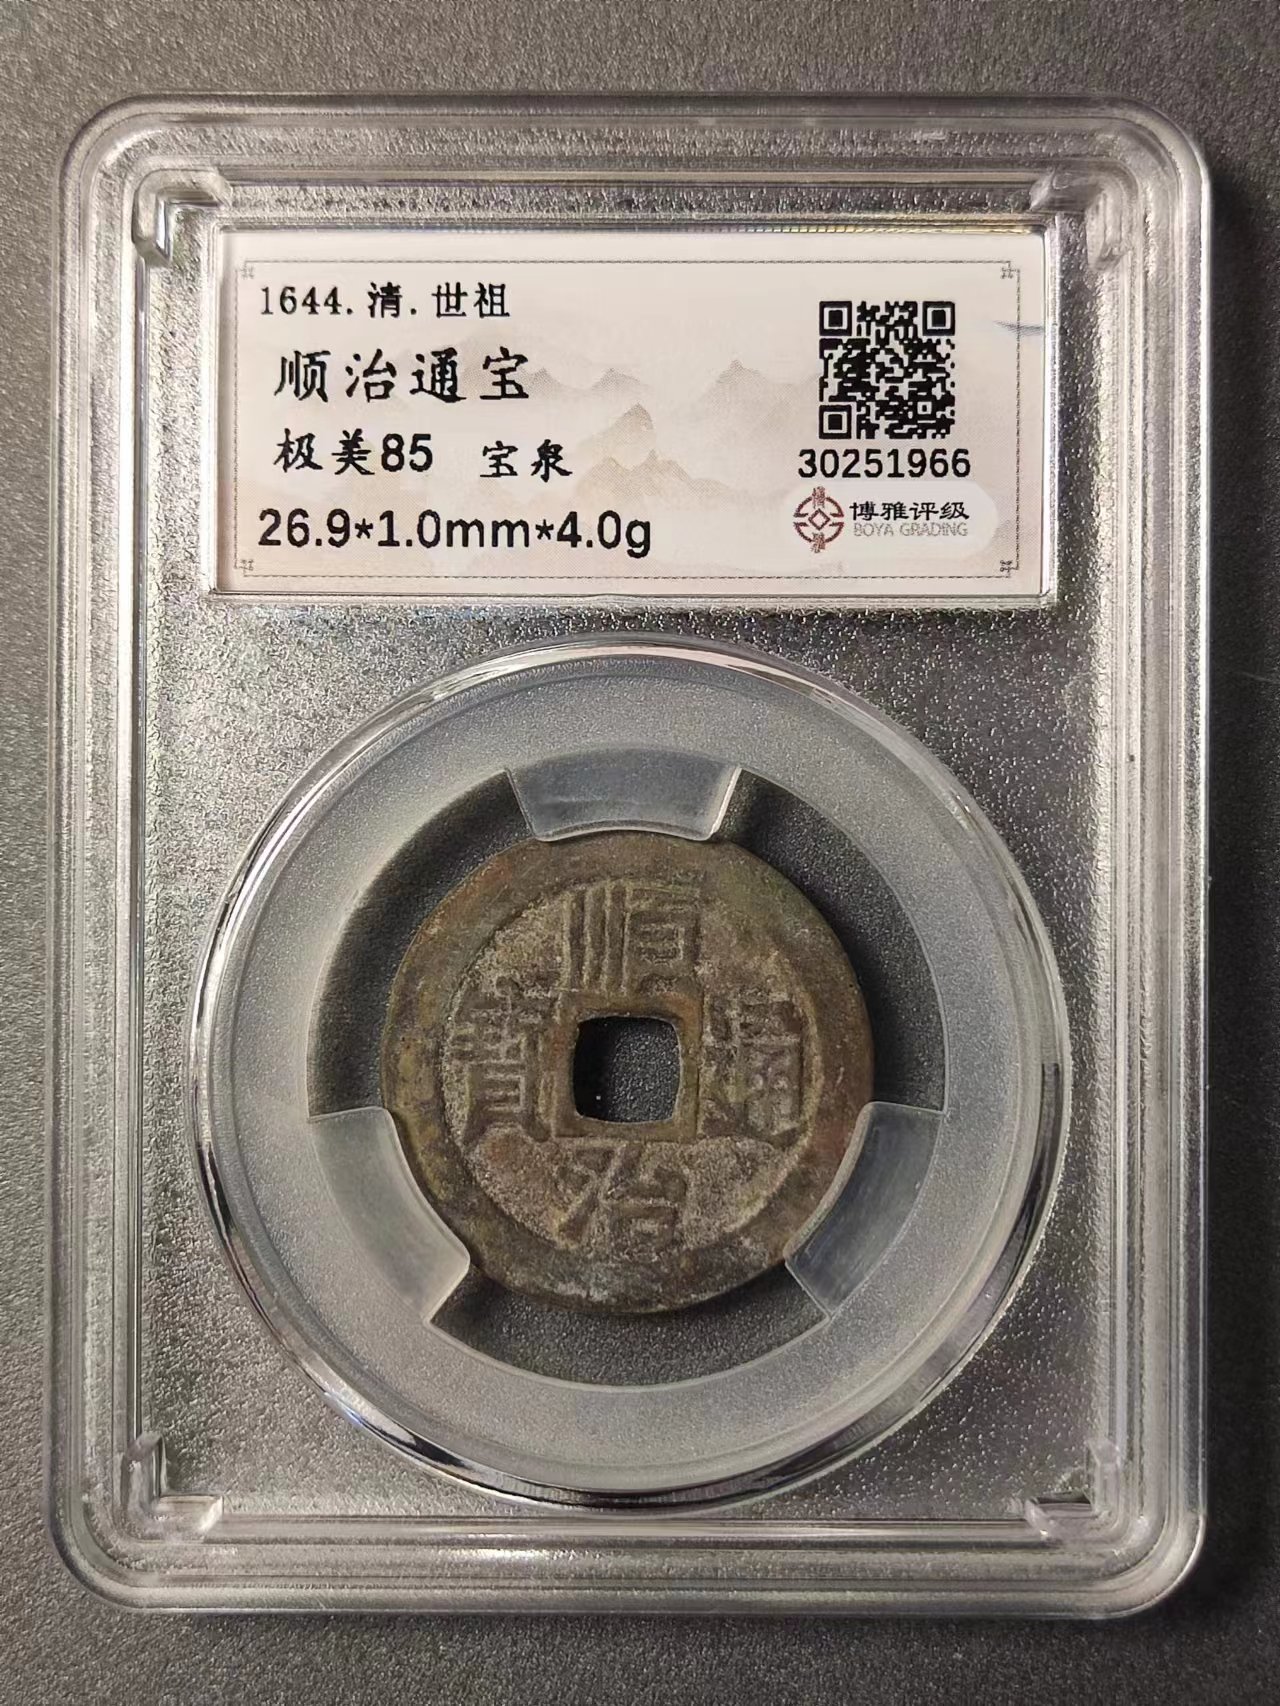 1644.清.世祖
顺治通宝
极美85 宝泉
26.9*1.0mm*4.0g
30251966
博雅评级
BOYA GRADING
順
寶 通
治